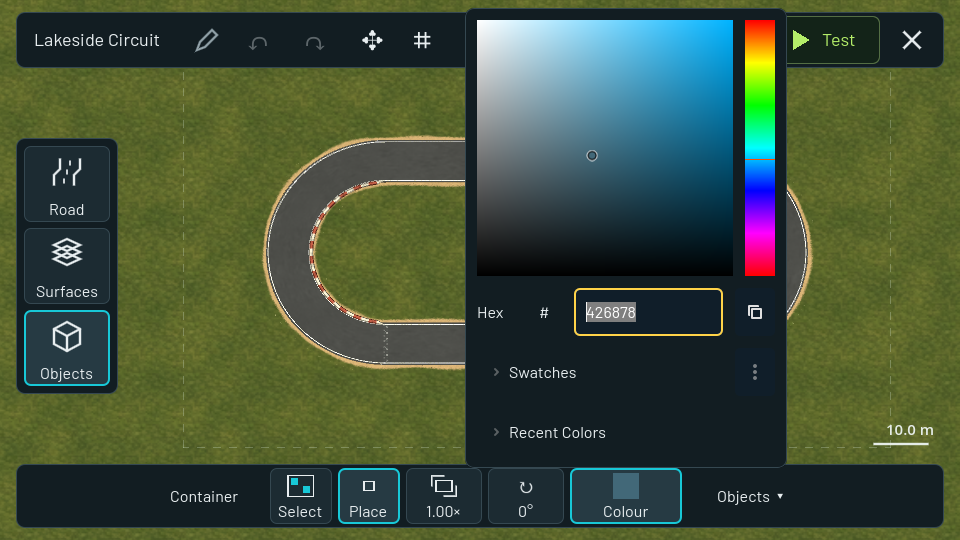 Lakeside Circuit
Test
Road
Surfaces
Objects
Hex # 426878
Swatches
Recent Colors
10.0 m
Container
Select
Place
1.00×
0°
Colour
Objects ▾